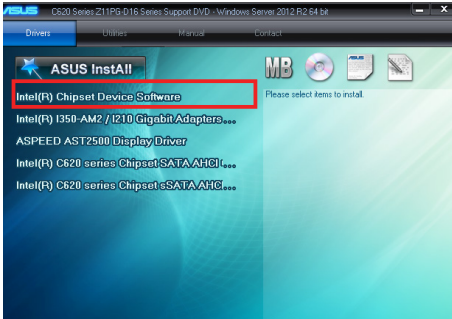 ASUS C620 Series Z11PG-D16 Series Support DVD - Windows Server 2012 R2 64 bit
Drivers Utilities Manual Contact
ASUS InstAll
MB
Intel(R) Chipset Device Software
Please select items to install.
Intel(R) I350-AM2 / I210 Gigabit Adapters...
ASPEED AST2500 Display Driver
Intel(R) C620 series Chipset SATA AHCI
Intel(R) C620 series Chipset sSATA AHCI...